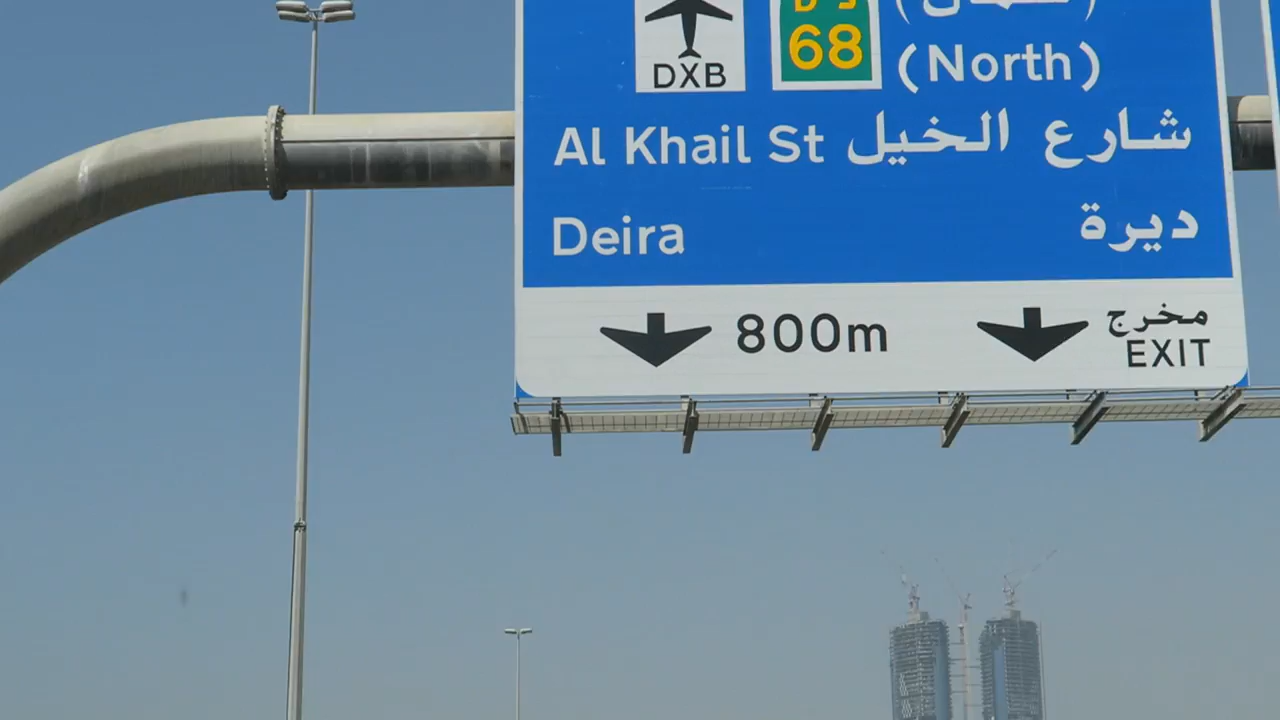 DXB
68
(North)
Al Khail St شارع الخيل
Deira ديرة
800m
مخرج
EXIT